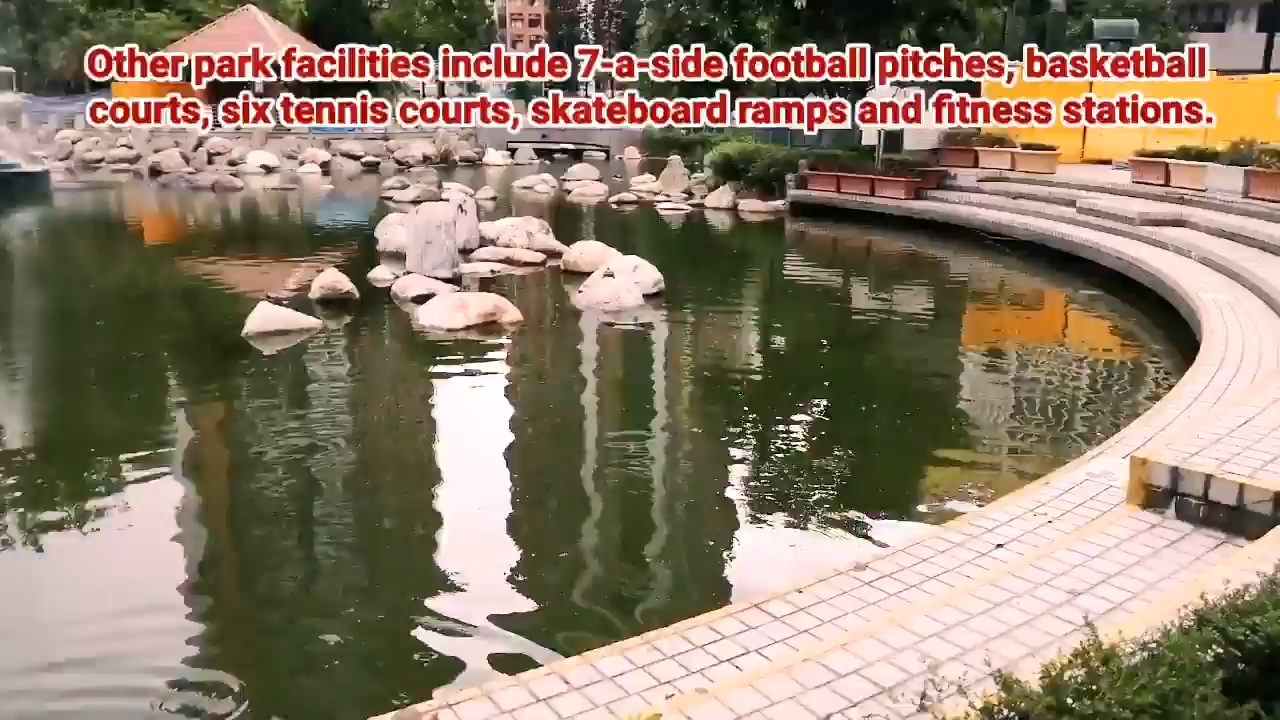 Other park facilities include 7-a-side football pitches, basketball
courts, six tennis courts, skateboard ramps and fitness stations.